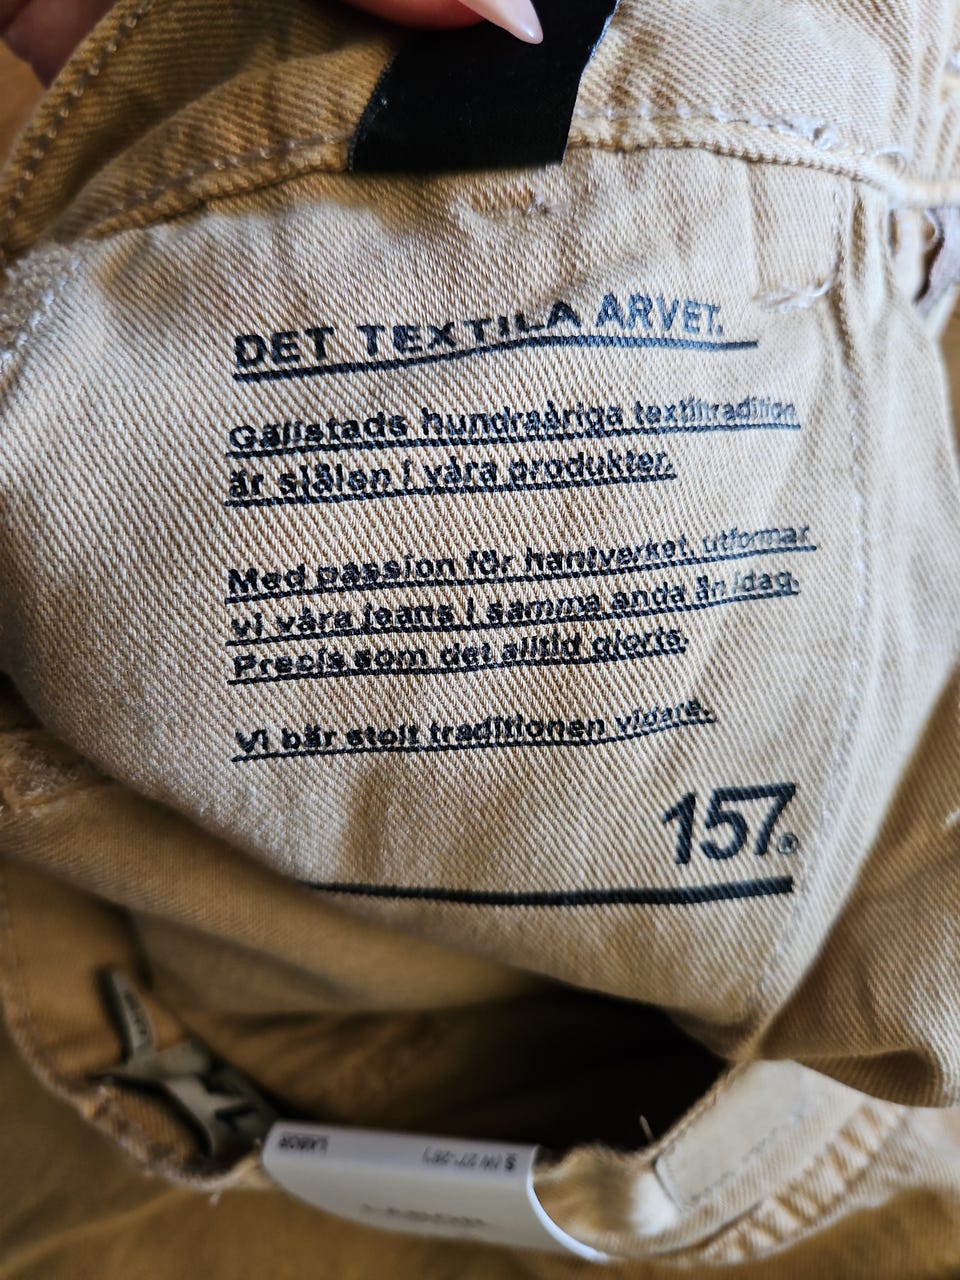 DET TEXTILA ARVET.
Gällstads hundraåriga textiltradition
är själen i våra produkter.
Med passion för hantverket, utformar
vi våra jeans i samma anda än idag.
Precis som det alltid gjorts.
Vi bär stolt traditionen vidare.
157®
LABOR